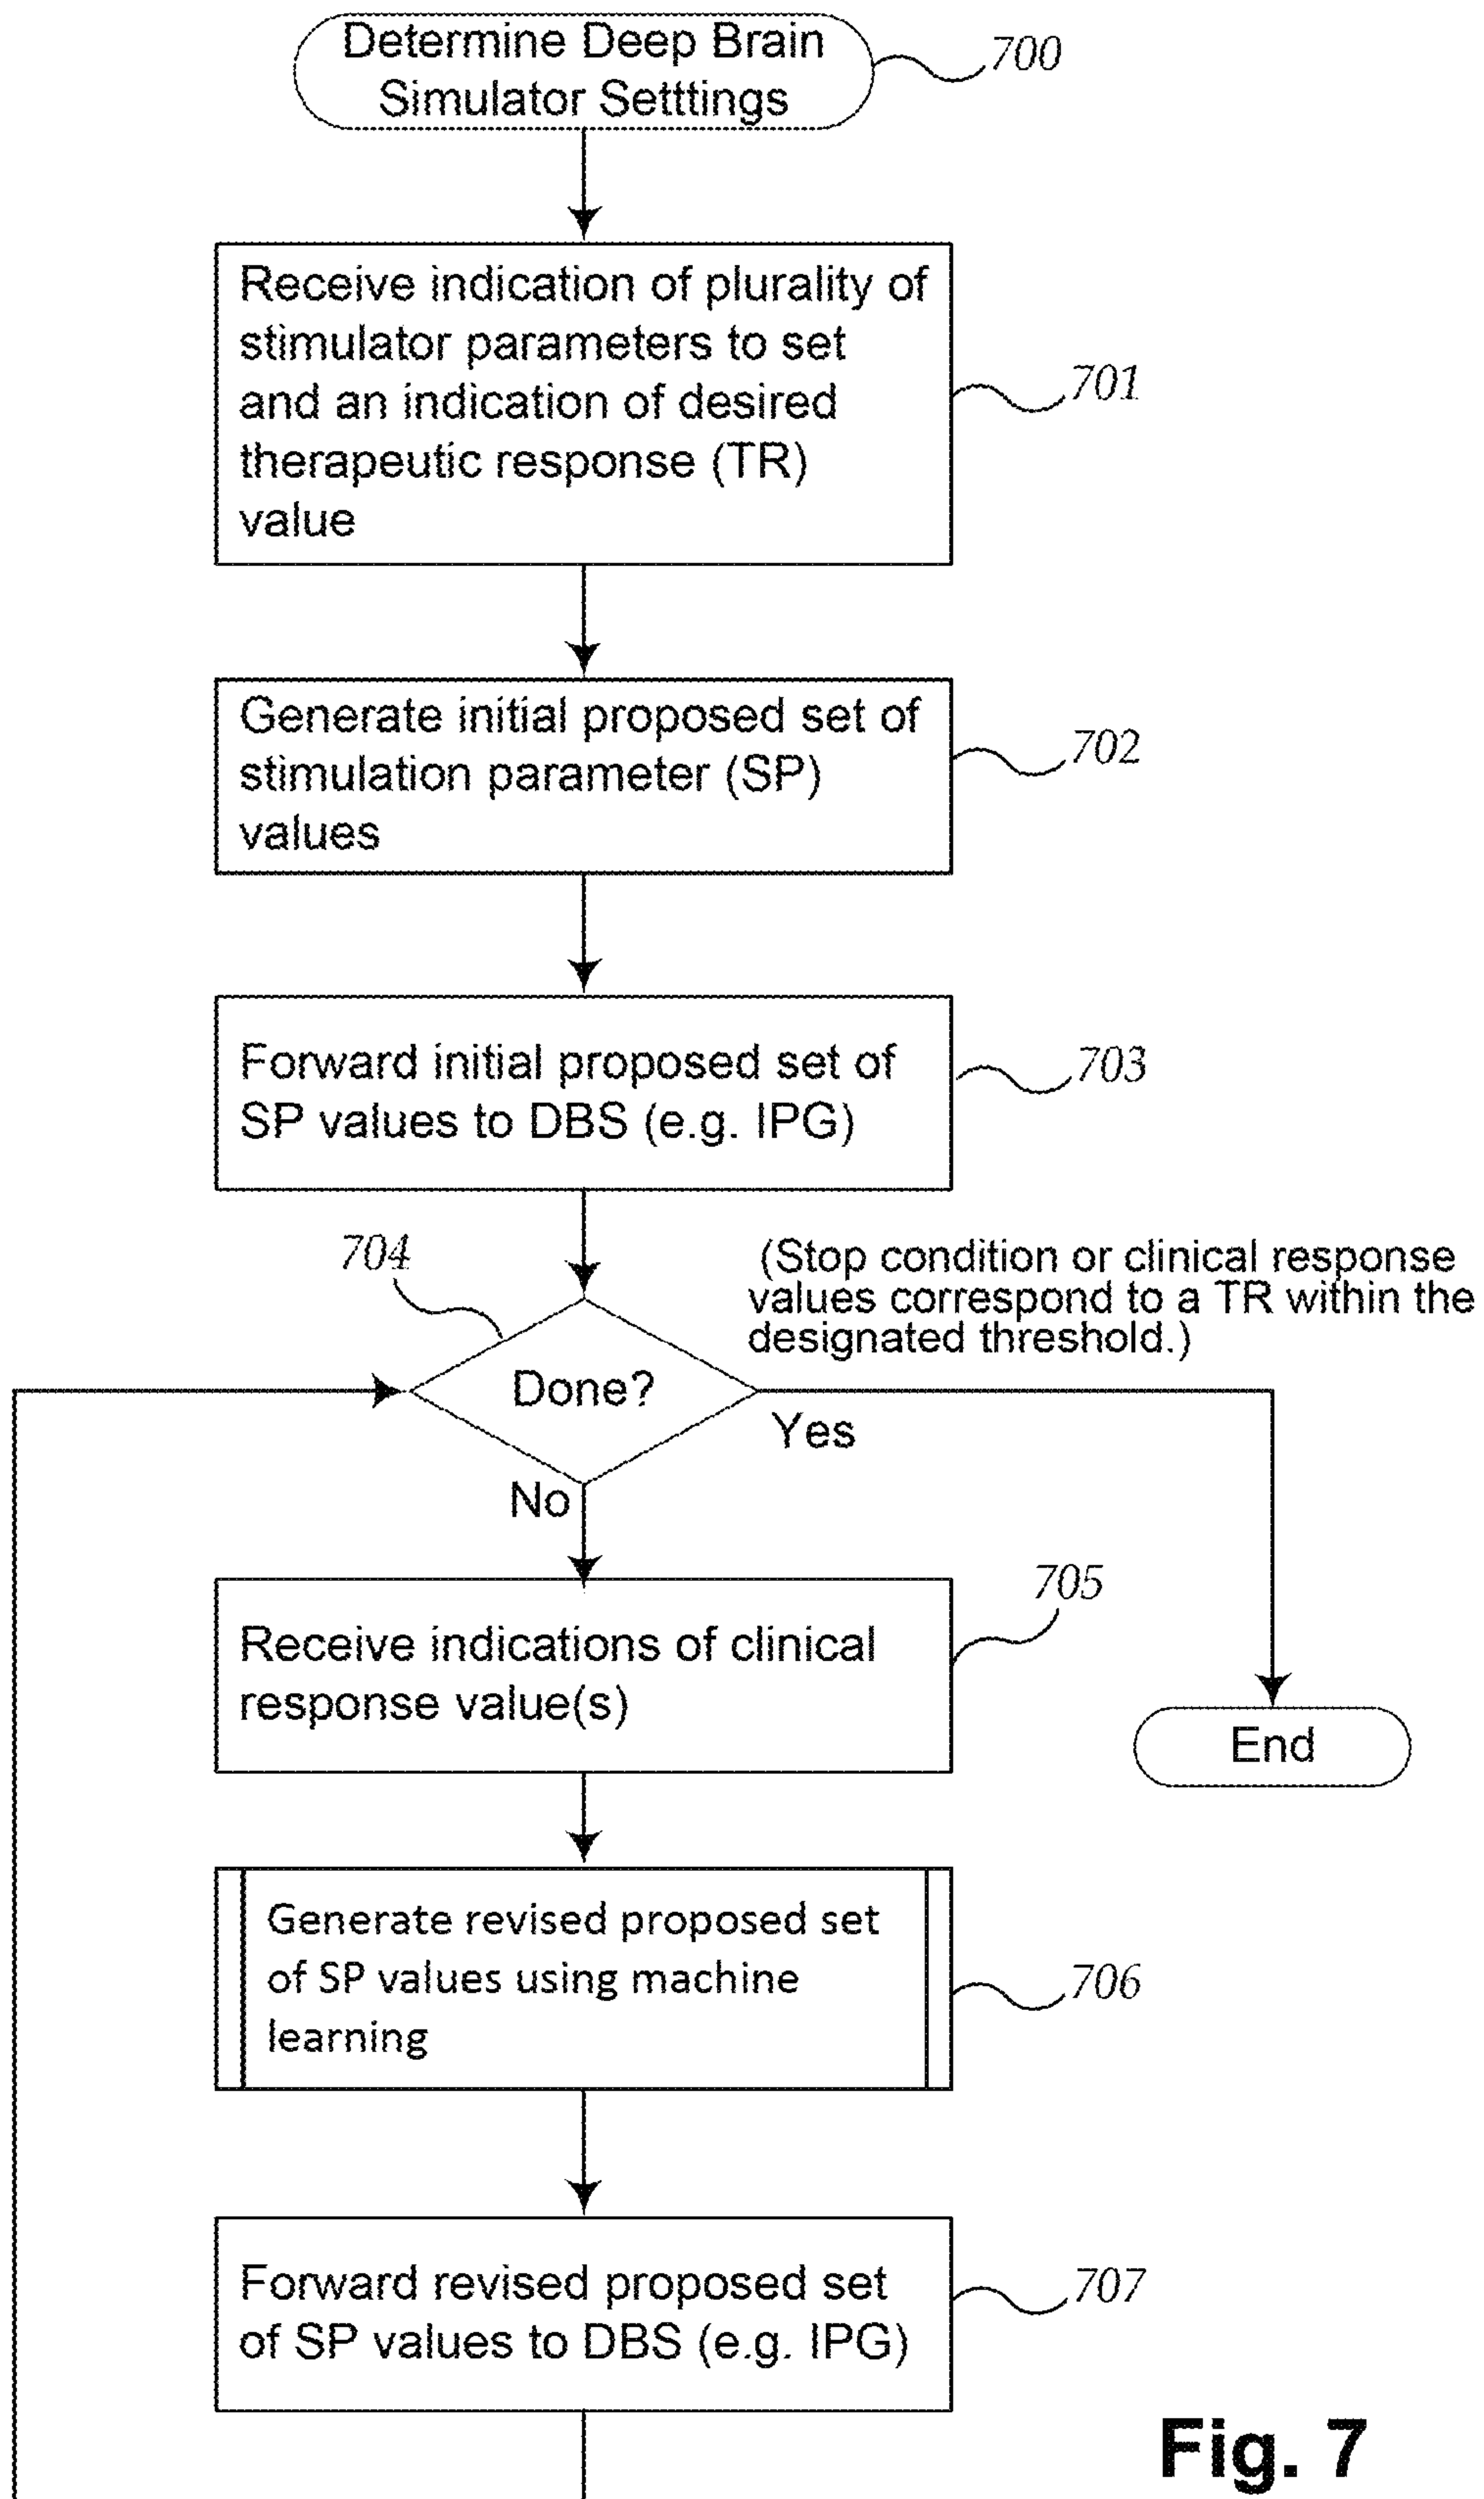 Determine Deep Brain
Simulator Setttings
700
Receive indication of plurality of
stimulator parameters to set
and an indication of desired
therapeutic response (TR)
value
701
Generate initial proposed set of
stimulation parameter (SP)
values
702
Forward initial proposed set of
SP values to DBS (e.g. IPG)
703
704
(Stop condition or clinical response
values correspond to a TR within the
designated threshold.)
Done?
Yes
No
705
Receive indications of clinical
response value(s)
End
Generate revised proposed set
of SP values using machine
learning
706
Forward revised proposed set
of SP values to DBS (e.g. IPG)
707
Fig. 7